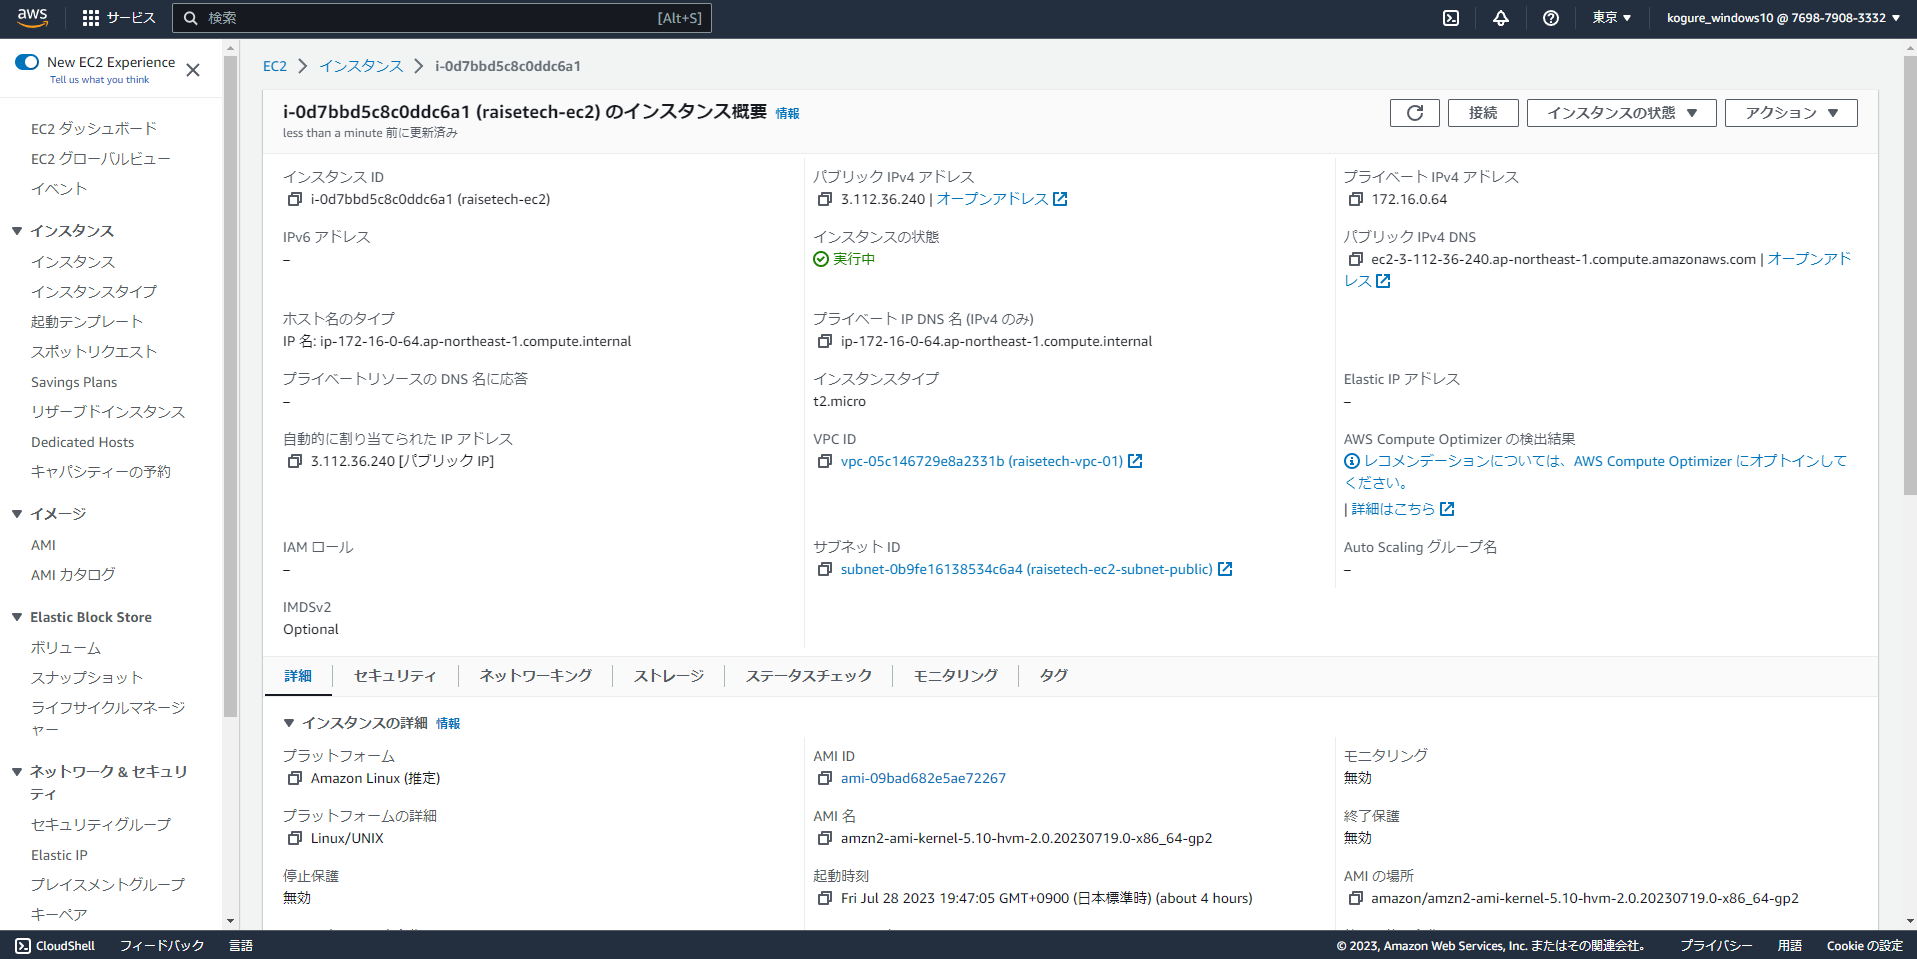 aws
サービス
検索
[Alt+S]
東京 ▼
kogure_windows10 @ 7698-7908-3332 ▼
New EC2 Experience
Tell us what you think
EC2 ダッシュボード
EC2 グローバルビュー
イベント
▼ インスタンス
インスタンス
インスタンスタイプ
起動テンプレート
スポットリクエスト
Savings Plans
リザーブドインスタンス
Dedicated Hosts
キャパシティーの予約
▼ イメージ
AMI
AMI カタログ
▼ Elastic Block Store
ボリューム
スナップショット
ライフサイクルマネージ
ャー
▼ ネットワーク & セキュリ
ティ
セキュリティグループ
Elastic IP
プレイスメントグループ
キーペア
EC2 > インスタンス > i-0d7bbd5c8c0ddc6a1
i-0d7bbd5c8c0ddc6a1 (raisetech-ec2) のインスタンス概要 情報
less than a minute 前に更新済み
接続
インスタンスの状態 ▼
アクション ▼
インスタンス ID
i-0d7bbd5c8c0ddc6a1 (raisetech-ec2)
パブリック IPv4 アドレス
3.112.36.240 | オープンアドレス
プライベート IPv4 アドレス
172.16.0.64
IPv6 アドレス
–
インスタンスの状態
実行中
パブリック IPv4 DNS
ec2-3-112-36-240.ap-northeast-1.compute.amazonaws.com | オープンアド
レス
ホスト名のタイプ
IP 名: ip-172-16-0-64.ap-northeast-1.compute.internal
プライベート IP DNS 名 (IPv4 のみ)
ip-172-16-0-64.ap-northeast-1.compute.internal
プライベートリソースの DNS 名に応答
–
インスタンスタイプ
t2.micro
Elastic IP アドレス
–
自動的に割り当てられた IP アドレス
3.112.36.240 [パブリック IP]
VPC ID
vpc-05c146729e8a2331b (raisetech-vpc-01)
AWS Compute Optimizer の検出結果
レコメンデーションについては、AWS Compute Optimizer にオプトインして
ください。
| 詳細はこちら
IAM ロール
–
サブネット ID
subnet-0b9fe16138534c6a4 (raisetech-ec2-subnet-public)
Auto Scaling グループ名
–
IMDSv2
Optional
詳細
セキュリティ
ネットワーキング
ストレージ
ステータスチェック
モニタリング
タグ
▼ インスタンスの詳細 情報
プラットフォーム
Amazon Linux (推定)
AMI ID
ami-09bad682e5ae72267
モニタリング
無効
プラットフォームの詳細
Linux/UNIX
AMI 名
amzn2-ami-kernel-5.10-hvm-2.0.20230719.0-x86_64-gp2
終了保護
無効
停止保護
無効
起動時刻
Fri Jul 28 2023 19:47:05 GMT+0900 (日本標準時) (about 4 hours)
AMI の場所
amazon/amzn2-ami-kernel-5.10-hvm-2.0.20230719.0-x86_64-gp2
CloudShell
フィードバック
言語
© 2023, Amazon Web Services, Inc. またはその関連会社。
プライバシー
用語
Cookie の設定